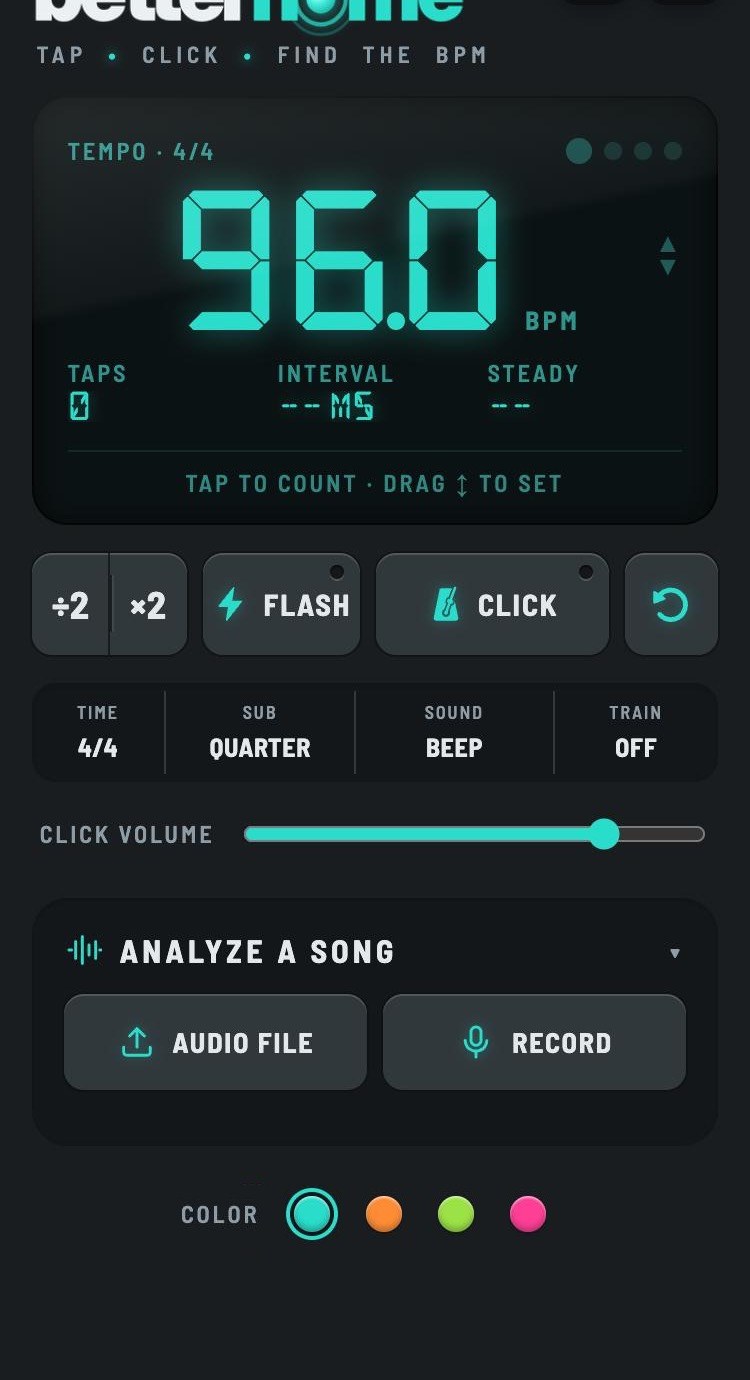 betternome
TAP • CLICK • FIND THE BPM
TEMPO · 4/4
96.0 BPM
TAPS INTERVAL STEADY
0 -- MS --
TAP TO COUNT · DRAG ↕ TO SET
÷2 ×2 FLASH CLICK
TIME SUB SOUND TRAIN
4/4 QUARTER BEEP OFF
CLICK VOLUME
ANALYZE A SONG
AUDIO FILE RECORD
COLOR